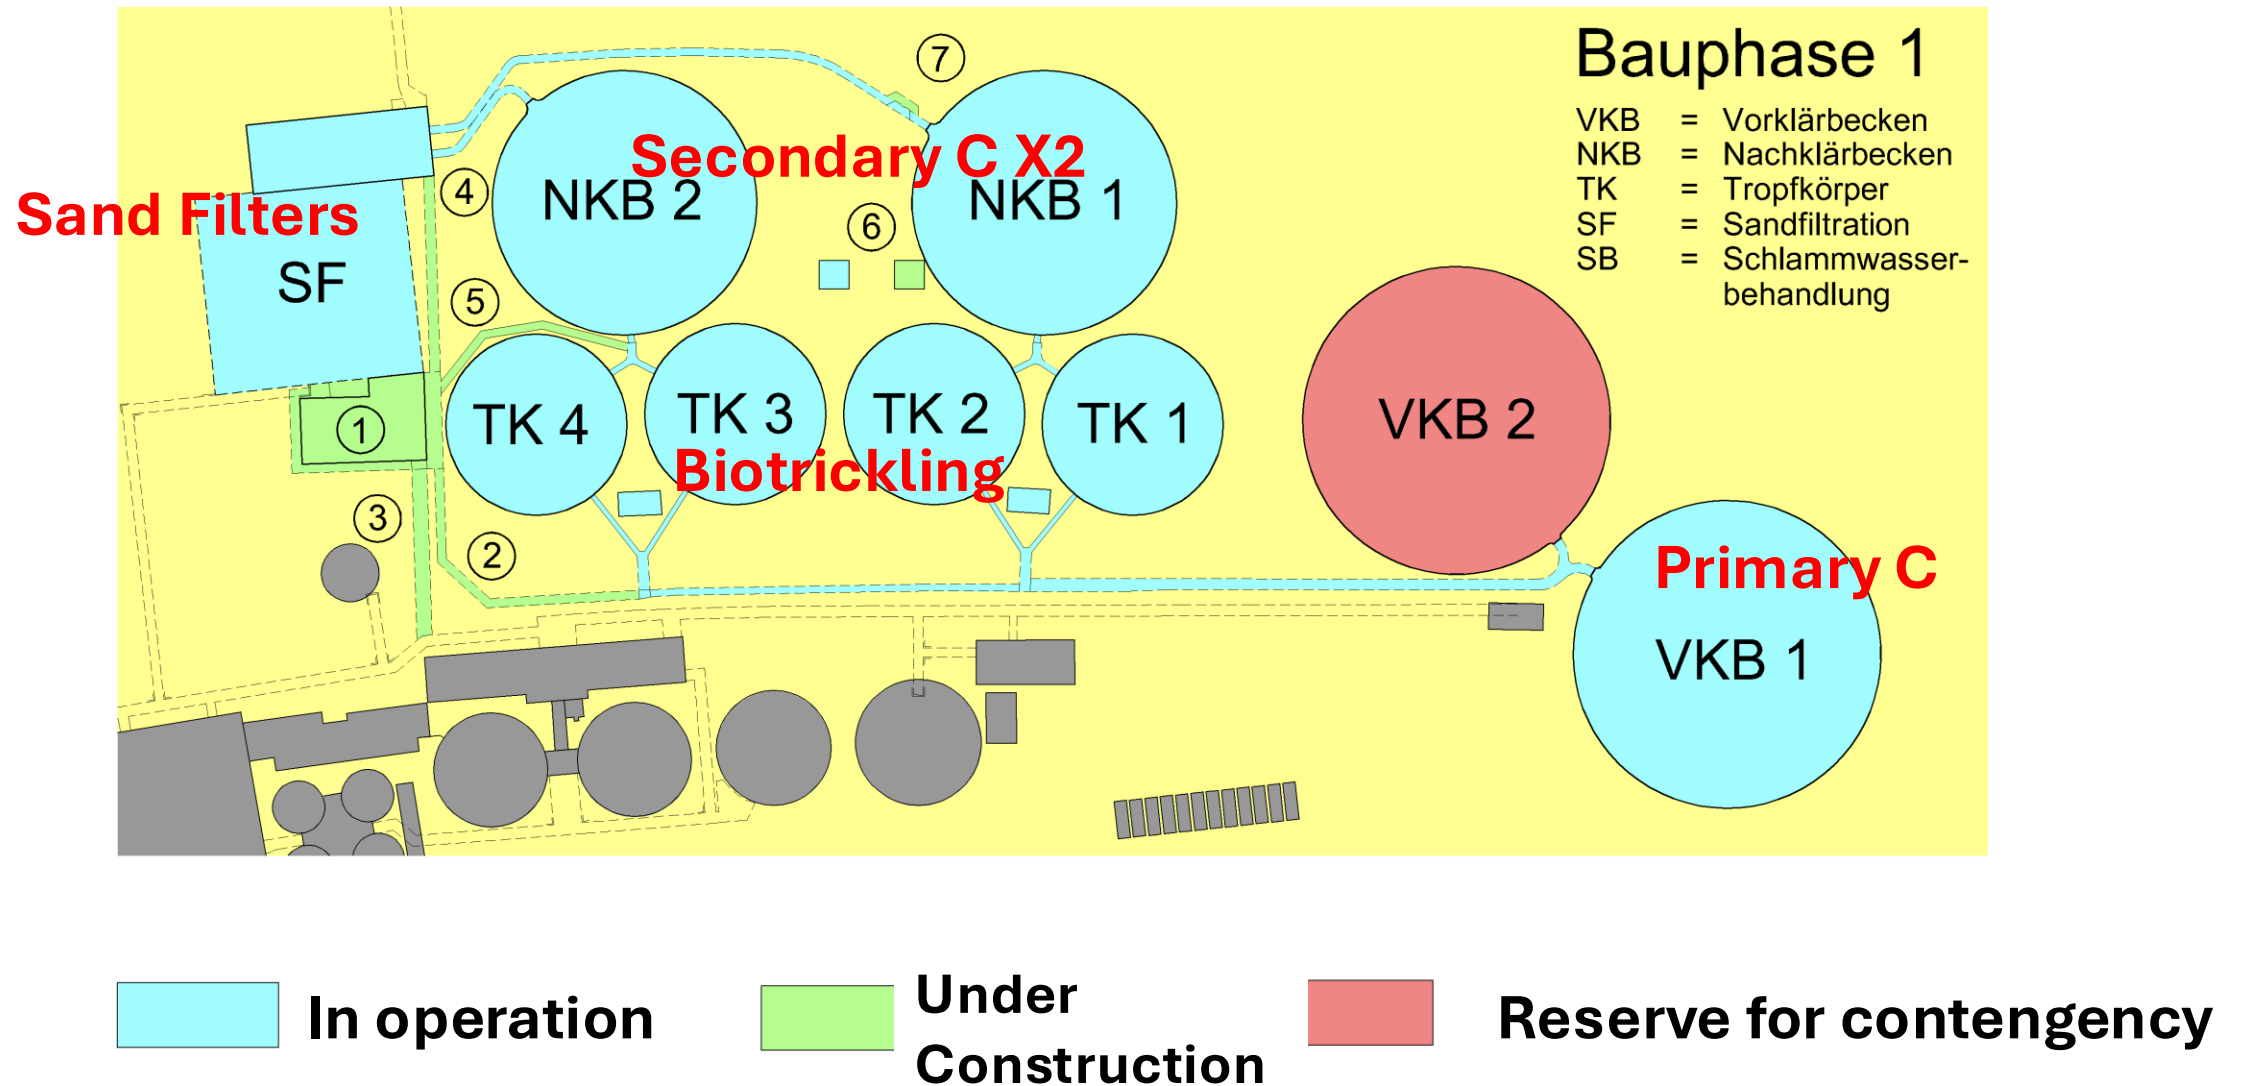 Bauphase 1
VKB = Vorklärbecken
NKB = Nachklärbecken
TK = Tropfkörper
SF = Sandfiltration
SB = Schlammwasser-
behandlung
7
Secondary C X2
4
NKB 2
NKB 1
Sand Filters
6
SF
5
TK 4
TK 3
TK 2
TK 1
VKB 2
1
Biotrickling
3
2
Primary C
VKB 1
In operation
Under
Construction
Reserve for contengency